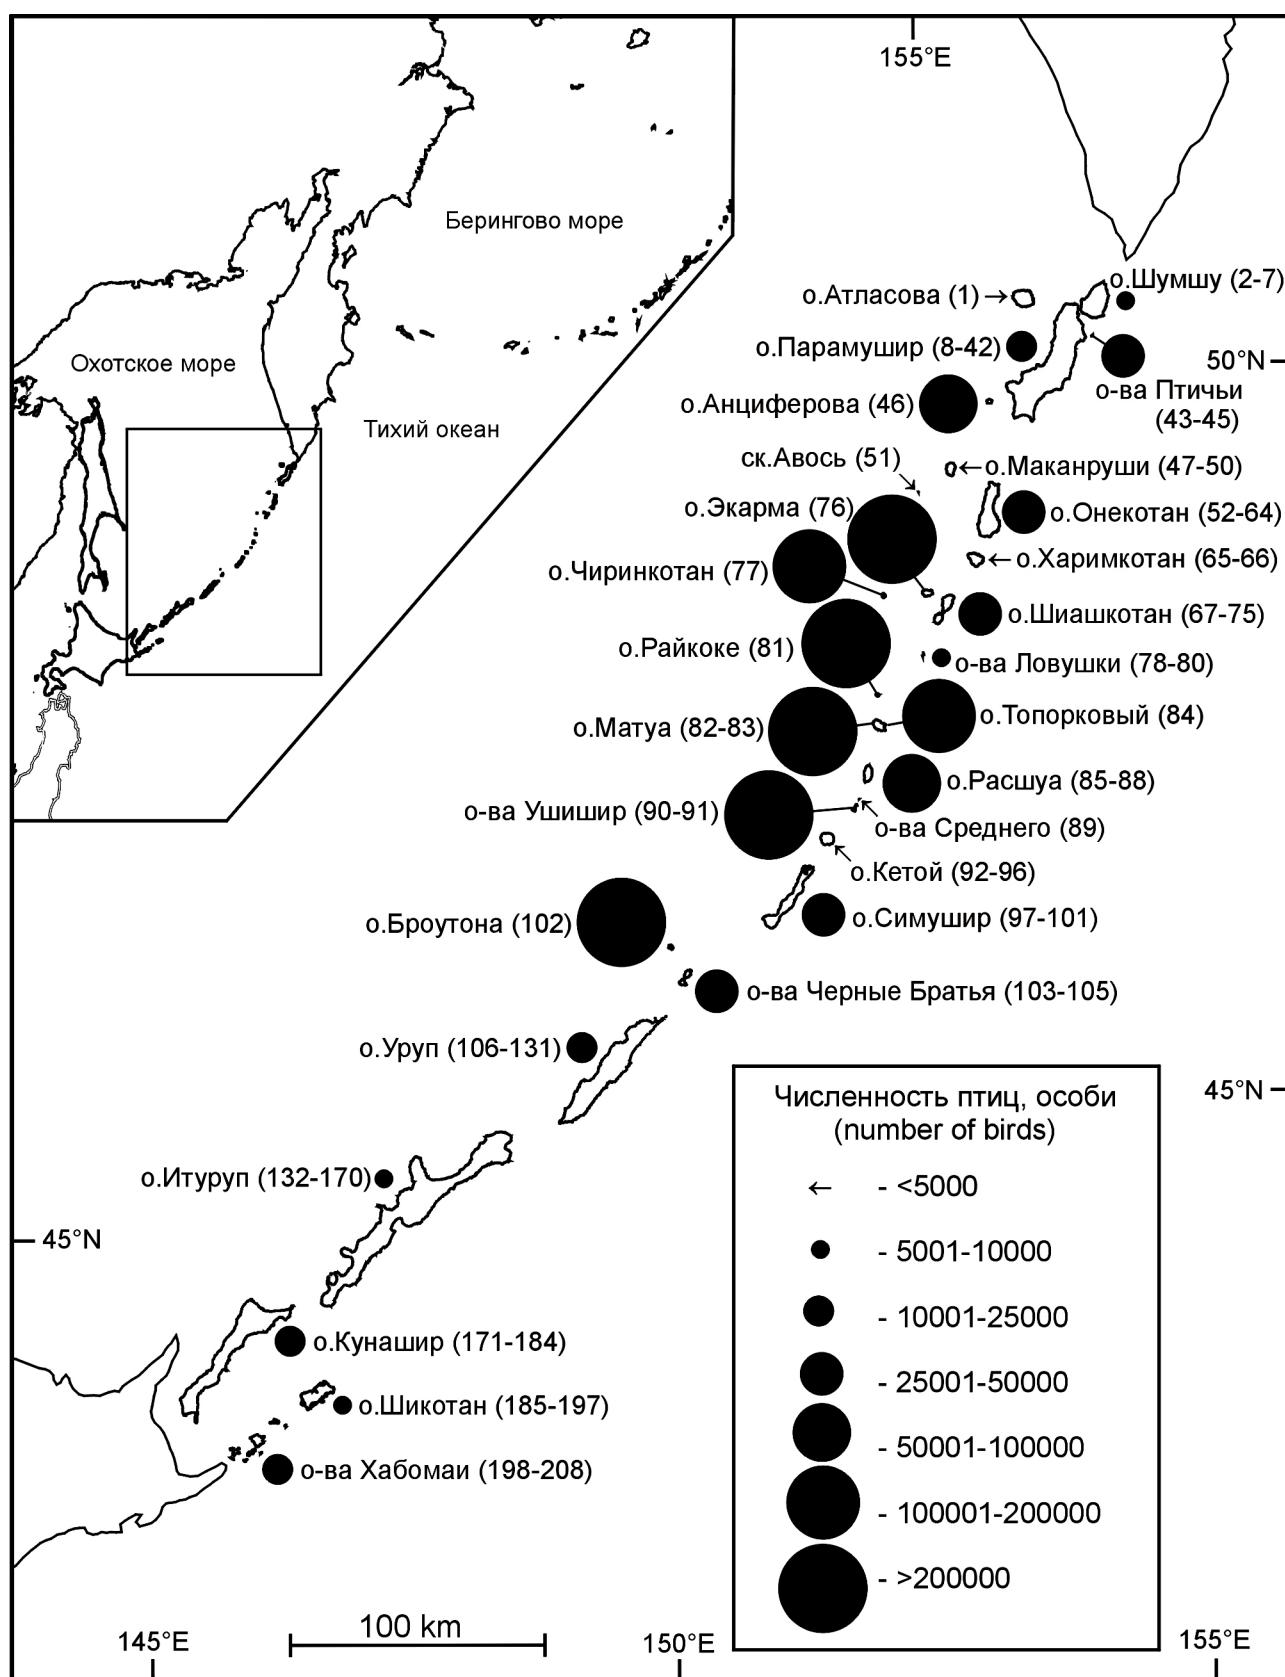 155°E
Берингово море
о.Шумшу (2-7)
о.Атласова (1)
Охотское море
о.Парамушир (8-42)
50°N
о-ва Птичьи
(43-45)
о.Анциферова (46)
Тихий океан
ск.Авось (51)
о.Маканруши (47-50)
о.Экарма (76)
о.Онекотан (52-64)
о.Харимкотан (65-66)
о.Чиринкотан (77)
о.Шиашкотан (67-75)
о.Райкоке (81)
о-ва Ловушки (78-80)
о.Топорковый (84)
о.Матуа (82-83)
о.Расшуа (85-88)
о-ва Ушишир (90-91)
о-ва Среднего (89)
о.Кетой (92-96)
о.Броутона (102)
о.Симушир (97-101)
о-ва Черные Братья (103-105)
о.Уруп (106-131)
45°N
Численность птиц, особи
(number of birds)
о.Итуруп (132-170)
- <5000
45°N
- 5001-10000
- 10001-25000
о.Кунашир (171-184)
- 25001-50000
о.Шикотан (185-197)
- 50001-100000
о-ва Хабомаи (198-208)
- 100001-200000
- >200000
100 km
145°E
150°E
155°E